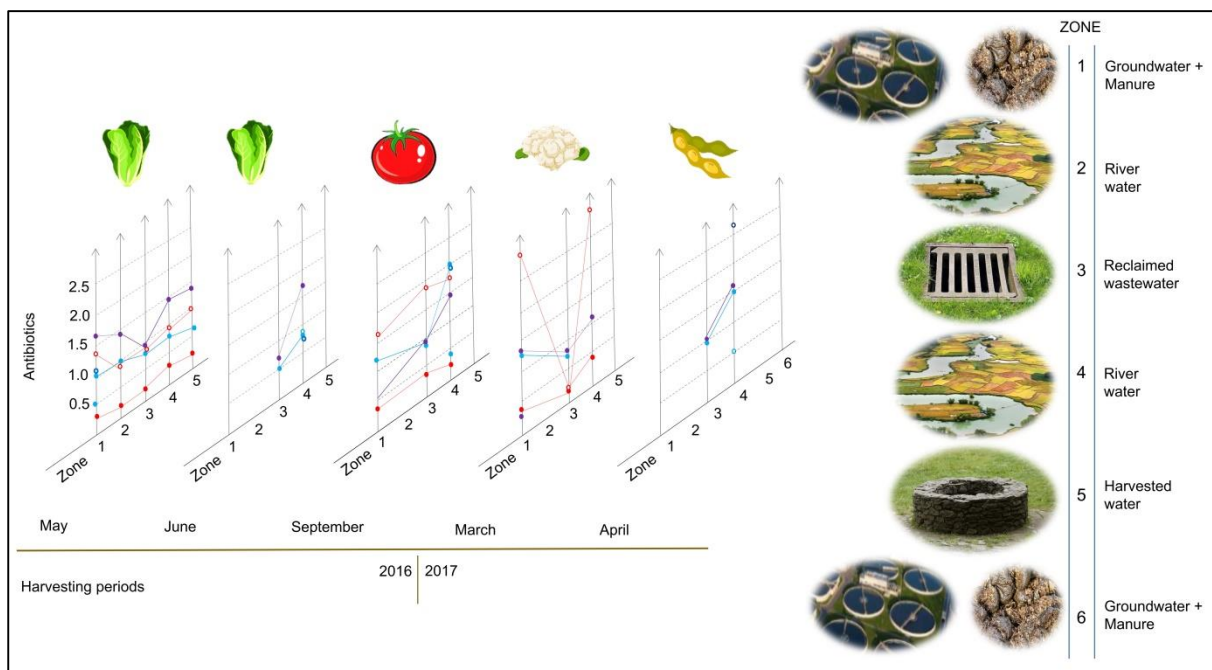 ZONE
1
Groundwater +
Manure
2
River
water
3
Reclaimed
wastewater
4
River
water
5
Harvested
water
6
Groundwater +
Manure
Antibiotics
2.5
2.0
1.5
1.0
0.5
Zone 1 2 3 4 5
Zone 1 2 3 4 5
Zone 1 2 3 4 5
Zone 1 2 3 4 5
Zone 1 2 3 4 5 6
May June September March April
2016 2017
Harvesting periods